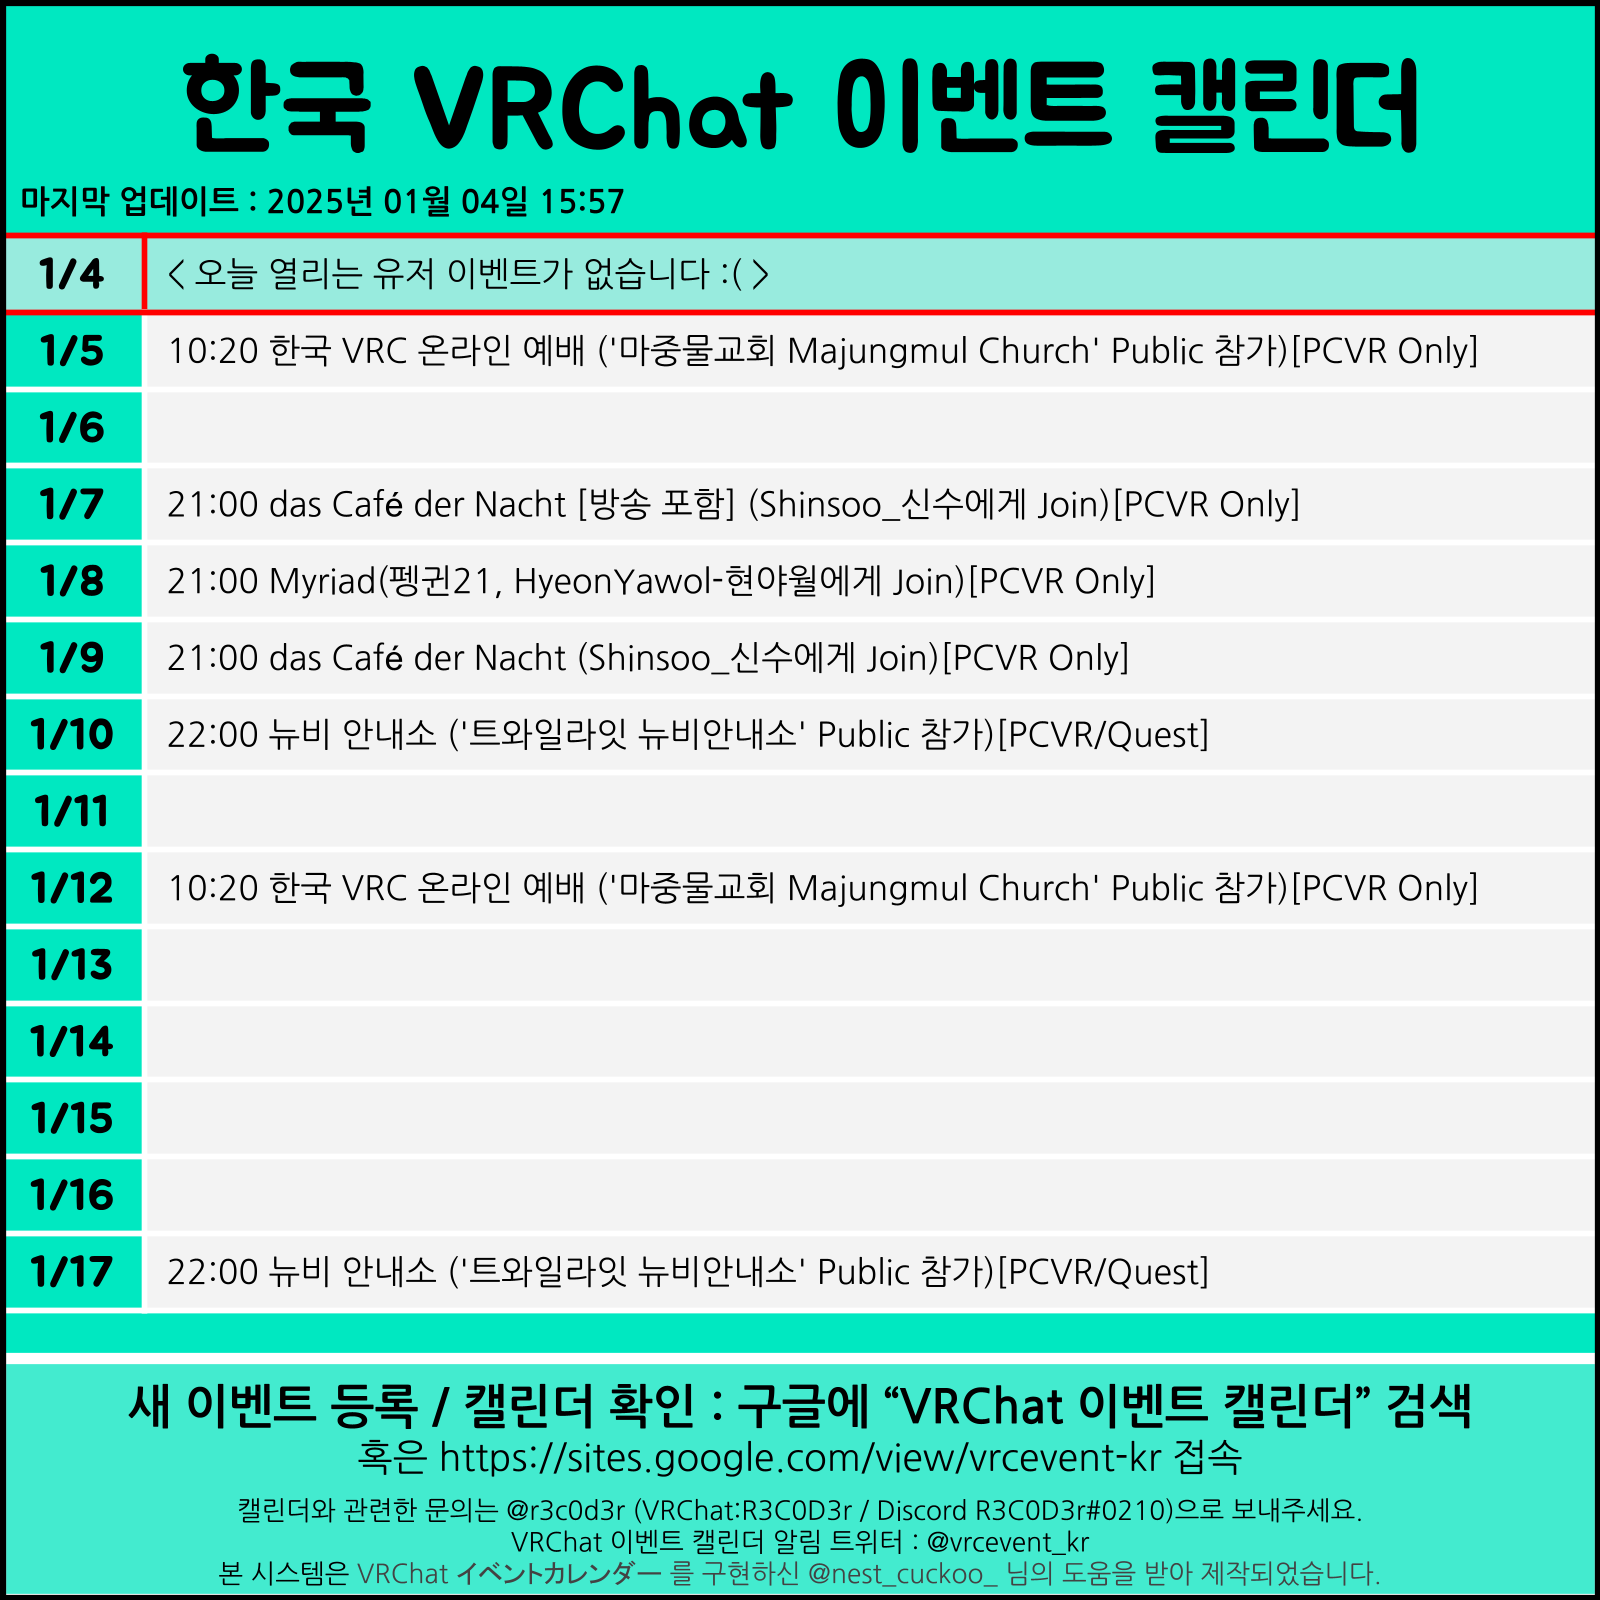 한국 VRChat 이벤트 캘린더
마지막 업데이트 : 2025년 01월 04일 15:57
1/4 < 오늘 열리는 유저 이벤트가 없습니다 :( >
1/5 10:20 한국 VRC 온라인 예배 ('마중물교회 Majungmul Church' Public 참가)[PCVR Only]
1/6
1/7 21:00 das Café der Nacht [방송 포함] (Shinsoo_신수에게 Join)[PCVR Only]
1/8 21:00 Myriad(펭귄21, HyeonYawol-현야월에게 Join)[PCVR Only]
1/9 21:00 das Café der Nacht (Shinsoo_신수에게 Join)[PCVR Only]
1/10 22:00 뉴비 안내소 ('트와일라잇 뉴비안내소' Public 참가)[PCVR/Quest]
1/11
1/12 10:20 한국 VRC 온라인 예배 ('마중물교회 Majungmul Church' Public 참가)[PCVR Only]
1/13
1/14
1/15
1/16
1/17 22:00 뉴비 안내소 ('트와일라잇 뉴비안내소' Public 참가)[PCVR/Quest]
새 이벤트 등록 / 캘린더 확인 : 구글에 “VRChat 이벤트 캘린더” 검색
혹은 https://sites.google.com/view/vrcevent-kr 접속
캘린더와 관련한 문의는 @r3c0d3r (VRChat:R3C0D3r / Discord R3C0D3r#0210)으로 보내주세요.
VRChat 이벤트 캘린더 알림 트위터 : @vrcevent_kr
본 시스템은 VRChat イベントカレンダー 를 구현하신 @nest_cuckoo_ 님의 도움을 받아 제작되었습니다.